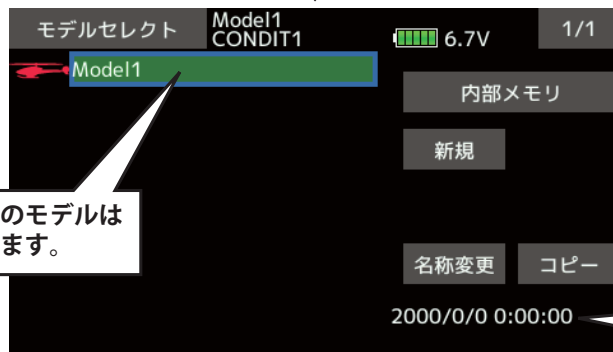 モデルセレクト
Model1
CONDIT1
6.7V
1/1
Model1
内部メモリ
新規
のモデルは
ます。
名称変更
コピー
2000/0/0 0:00:00